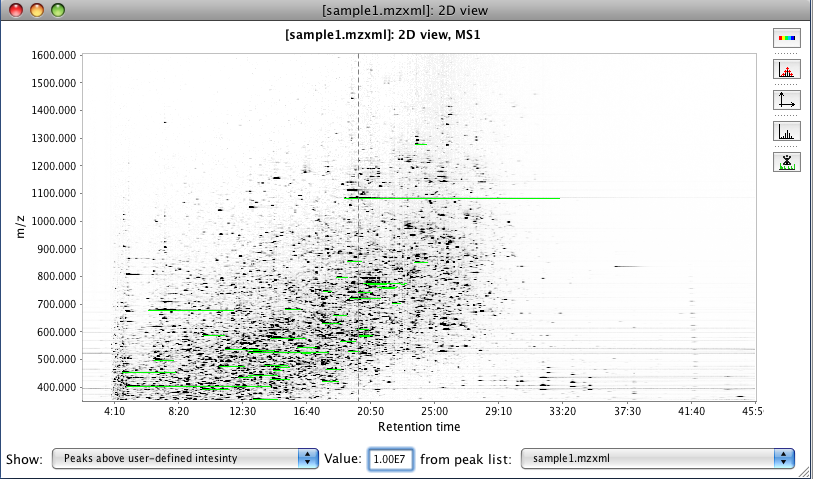 [sample1.mzxml]: 2D view
[sample1.mzxml]: 2D view, MS1
1600.000
1500.000
1400.000
1300.000
1200.000
1100.000
1000.000
900.000
800.000
700.000
600.000
500.000
400.000
m/z
4:10 8:20 12:30 16:40 20:50 25:00 29:10 33:20 37:30 41:40 45:5
Retention time
Show: Peaks above user-defined intesinty Value: 1.00E7 from peak list: sample1.mzxml